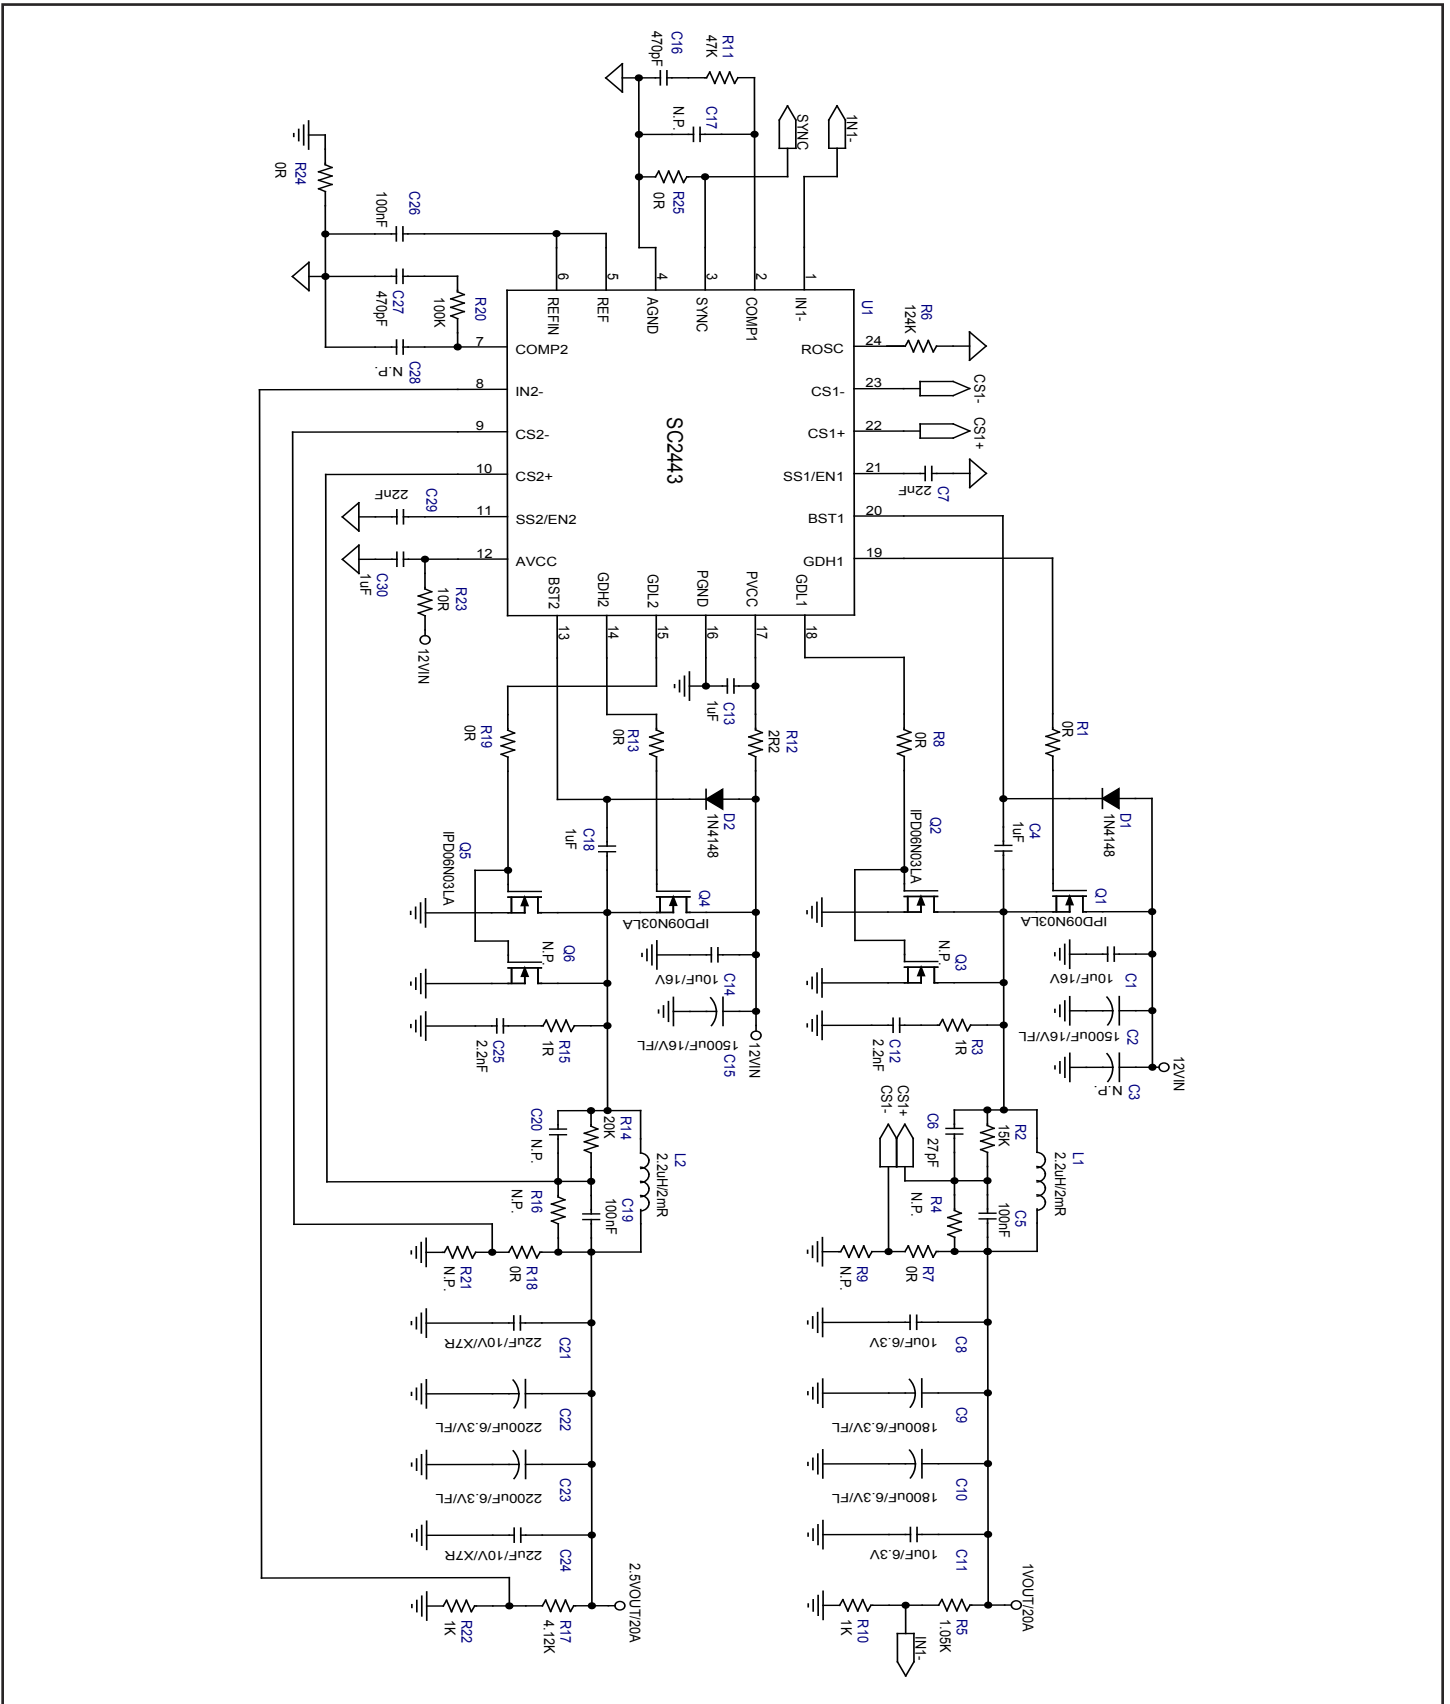 C16
470pF
R11
47K
C17
N.P.
SYNC
1N1-
R25
0R
R24
0R
C26
100nF
C27
470pF
R20
100K
C28
N.P.
6
5
4
3
2
1
REFIN
REF
AGND
SYNC
COMP1
IN1-
U1
SC2443
7
COMP2
8
IN2-
9
CS2-
10
CS2+
11
SS2/EN2
12
AVCC
ROSC
24
CS1-
23
CS1+
22
SS1/EN1
21
BST1
20
GDH1
19
BST2
GDH2
GDL2
PGND
PVCC
GDL1
13
14
15
16
17
18
R6
124K
CS1-
CS1+
C7
22nF
C29
22nF
C30
1uF
R23
10R
12VIN
C13
1uF
R19
0R
R13
0R
R12
2R2
R8
0R
R1
0R
D2
1N4148
C18
1uF
Q5
IPD06N03LA
Q4
IPD09N03LA
Q6
N.P.
C14
10uF/16V
C15
1500uF/16V/FL
12VIN
C25
2.2nF
R15
1R
D1
1N4148
C4
1uF
Q2
IPD06N03LA
Q1
IPD09N03LA
Q3
N.P.
C1
10uF/16V
C2
1500uF/16V/FL
C3
N.P.
12VIN
C12
2.2nF
R3
1R
CS1+
CS1-
C20
N.P.
R14
20K
L2
2.2uH/2mR
R16
N.P.
C19
100nF
R21
N.P.
R18
0R
C6
27pF
R2
15K
L1
2.2uH/2mR
R4
N.P.
C5
100nF
R9
N.P.
R7
0R
C21
22uF/10V/X7R
C22
2200uF/6.3V/FL
C23
2200uF/6.3V/FL
C24
22uF/10V/X7R
C8
10uF/6.3V
C9
1800uF/6.3V/FL
C10
1800uF/6.3V/FL
C11
10uF/6.3V
2.5VOUT/20A
R22
1K
R17
4.12K
1VOUT/20A
R10
1K
R5
1.05K
IN1-